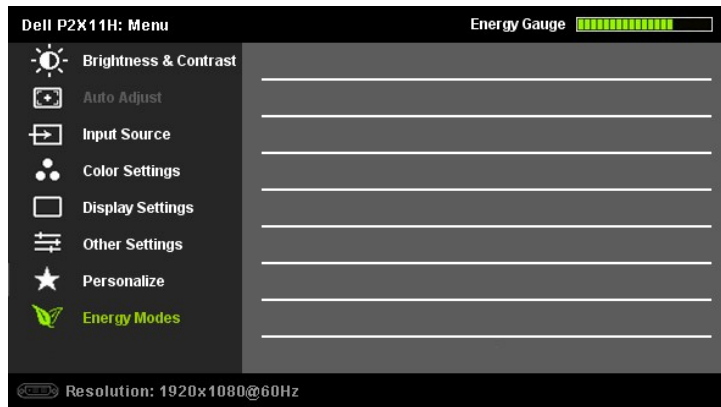 Dell P2X11H: Menu Energy Gauge
Brightness & Contrast
Auto Adjust
Input Source
Color Settings
Display Settings
Other Settings
Personalize
Energy Modes
Resolution: 1920x1080@60Hz